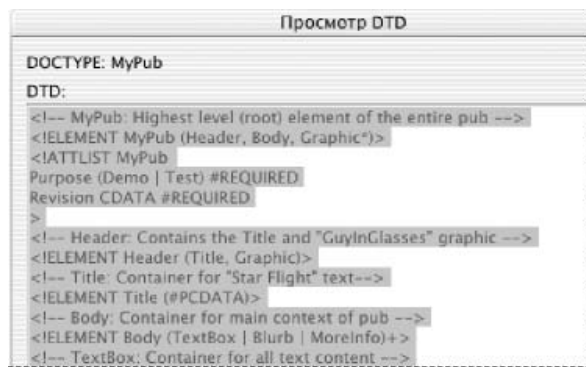 Просмотр DTD
DOCTYPE: MyPub
DTD:
<!-- MyPub: Highest level (root) element of the entire pub -->
<!ELEMENT MyPub (Header, Body, Graphic*)>
<!ATTLIST MyPub
Purpose (Demo | Test) #REQUIRED
Revision CDATA #REQUIRED
>
<!-- Header: Contains the Title and "GuyInGlasses" graphic -->
<!ELEMENT Header (Title, Graphic)>
<!-- Title: Container for "Star Flight" text-->
<!ELEMENT Title (#PCDATA)>
<!-- Body: Container for main context of pub -->
<!ELEMENT Body (TextBox | Blurb | MoreInfo)+>
<!-- TextBox: Container for all text content -->